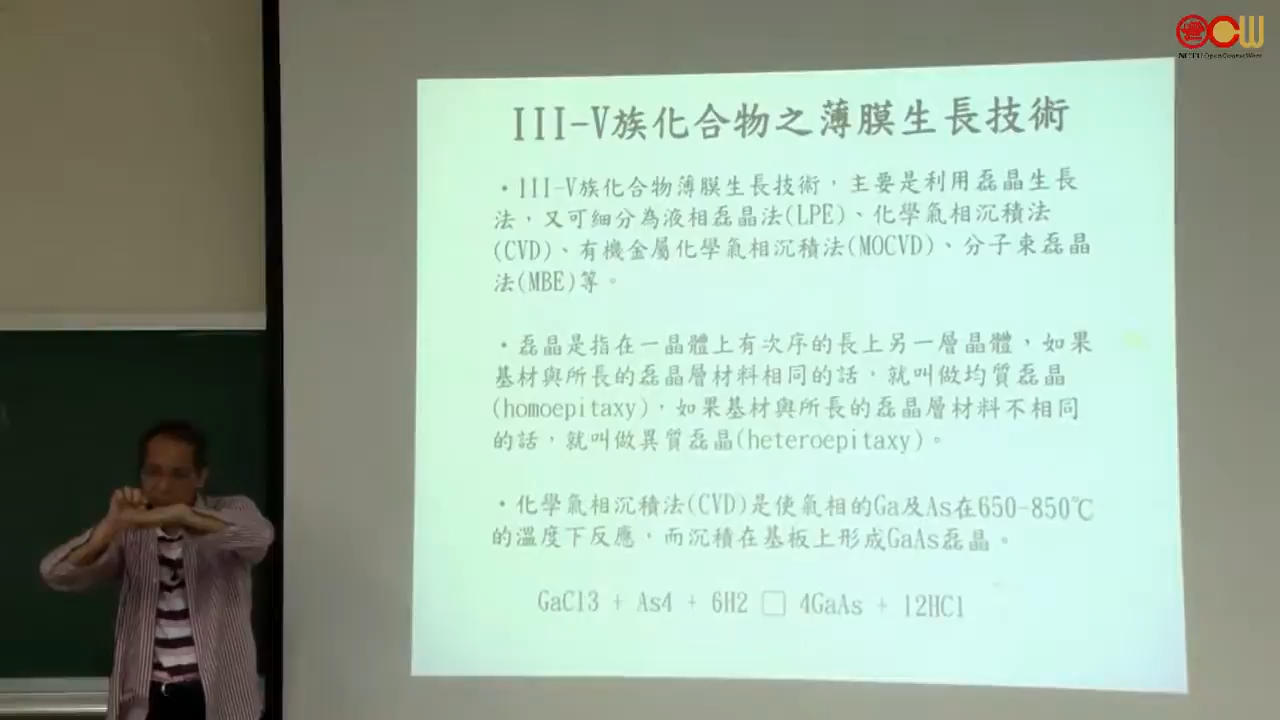 OCW
NCTU OpenCourseWare
III-V族化合物之薄膜生長技術
・III-V族化合物薄膜生長技術，主要是利用磊晶生長
法，又可細分為液相磊晶法(LPE)、化學氣相沉積法
(CVD)、有機金屬化學氣相沉積法(MOCVD)、分子束磊晶
法(MBE)等。
・磊晶是指在一晶體上有次序的長上另一層晶體，如果
基材與所長的磊晶層材料相同的話，就叫做均質磊晶
(homoepitaxy)，如果基材與所長的磊晶層材料不相同
的話，就叫做異質磊晶(heteroepitaxy)。
・化學氣相沉積法(CVD)是使氣相的Ga及As在650-850℃
的溫度下反應，而沉積在基板上形成GaAs磊晶。
GaCl3 + As4 + 6H2 □ 4GaAs + 12HCl